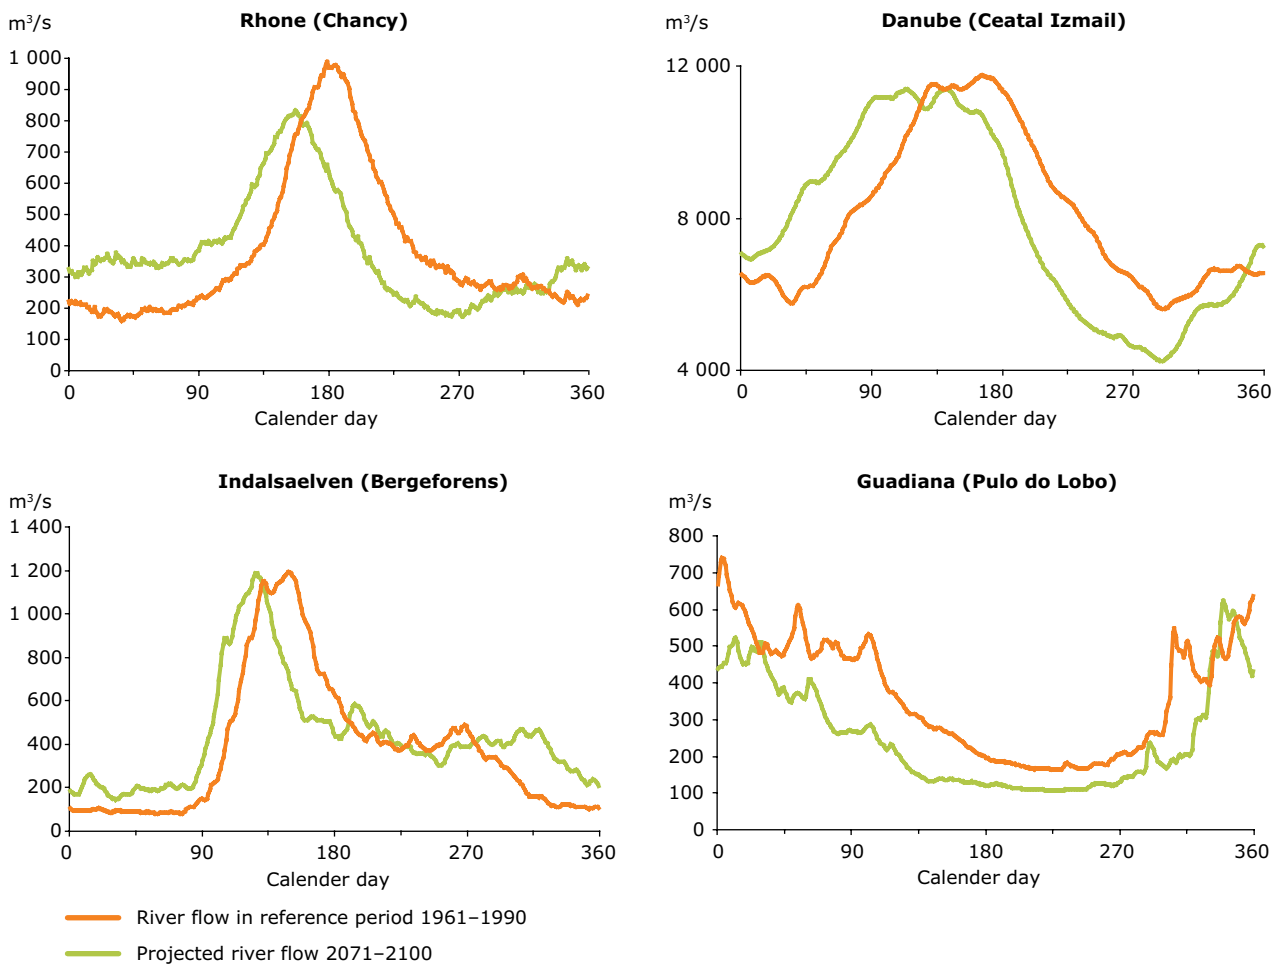 Rhone (Chancy)
m³/s
1 000
900
800
700
600
500
400
300
200
100
0
0 90 180 270 360
Calender day
Danube (Ceatal Izmail)
m³/s
12 000
8 000
4 000
0 90 180 270 360
Calender day
Indalsaelven (Bergeforens)
m³/s
1 400
1 200
1 000
800
600
400
200
0
0 90 180 270 360
Calender day
Guadiana (Pulo do Lobo)
m³/s
800
700
600
500
400
300
200
100
0
0 90 180 270 360
Calender day
River flow in reference period 1961–1990
Projected river flow 2071–2100